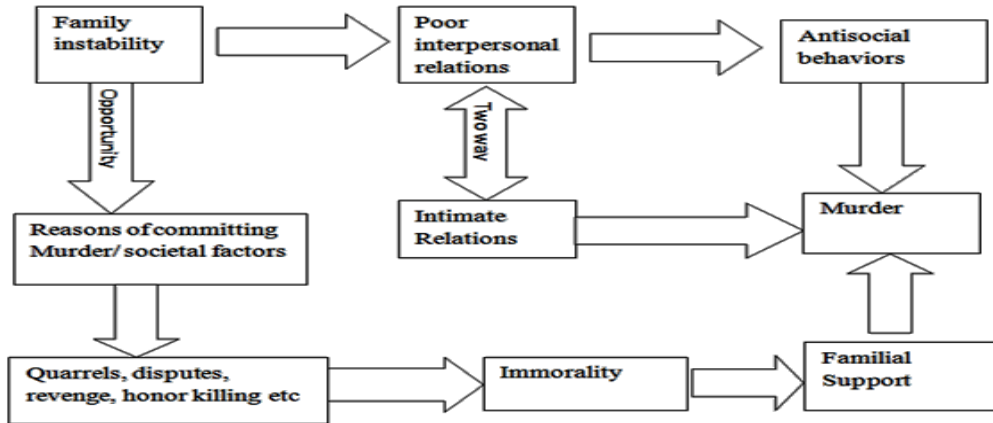 Family
instability
Poor
interpersonal
relations
Antisocial
behaviors
Opportunity
Two way
Intimate
Relations
Murder
Reasons of committing
Murder/ societal factors
Quarrels, disputes,
revenge, honor killing etc
Immorality
Familial
Support